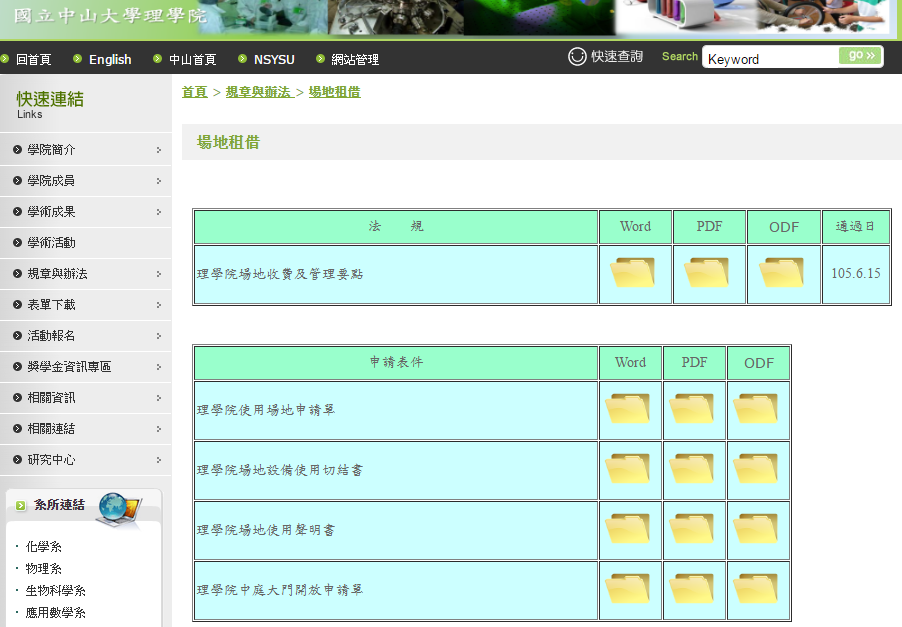 國立中山大學理學院
回首頁 English 中山首頁 NSYSU 網站管理 快速查詢 Search Keyword go »
快速連結
Links
學院簡介
學院成員
學術成果
學術活動
規章與辦法
表單下載
活動報名
獎學金資訊專區
相關資訊
相關連結
研究中心
系所連結
· 化學系
· 物理系
· 生物科學系
· 應用數學系
首頁 > 規章與辦法 > 場地租借
場地租借
法 規 Word PDF ODF 通過日
理學院場地收費及管理要點 105.6.15
申請表件 Word PDF ODF
理學院使用場地申請單
理學院場地設備使用切結書
理學院場地使用聲明書
理學院中庭大門開放申請單